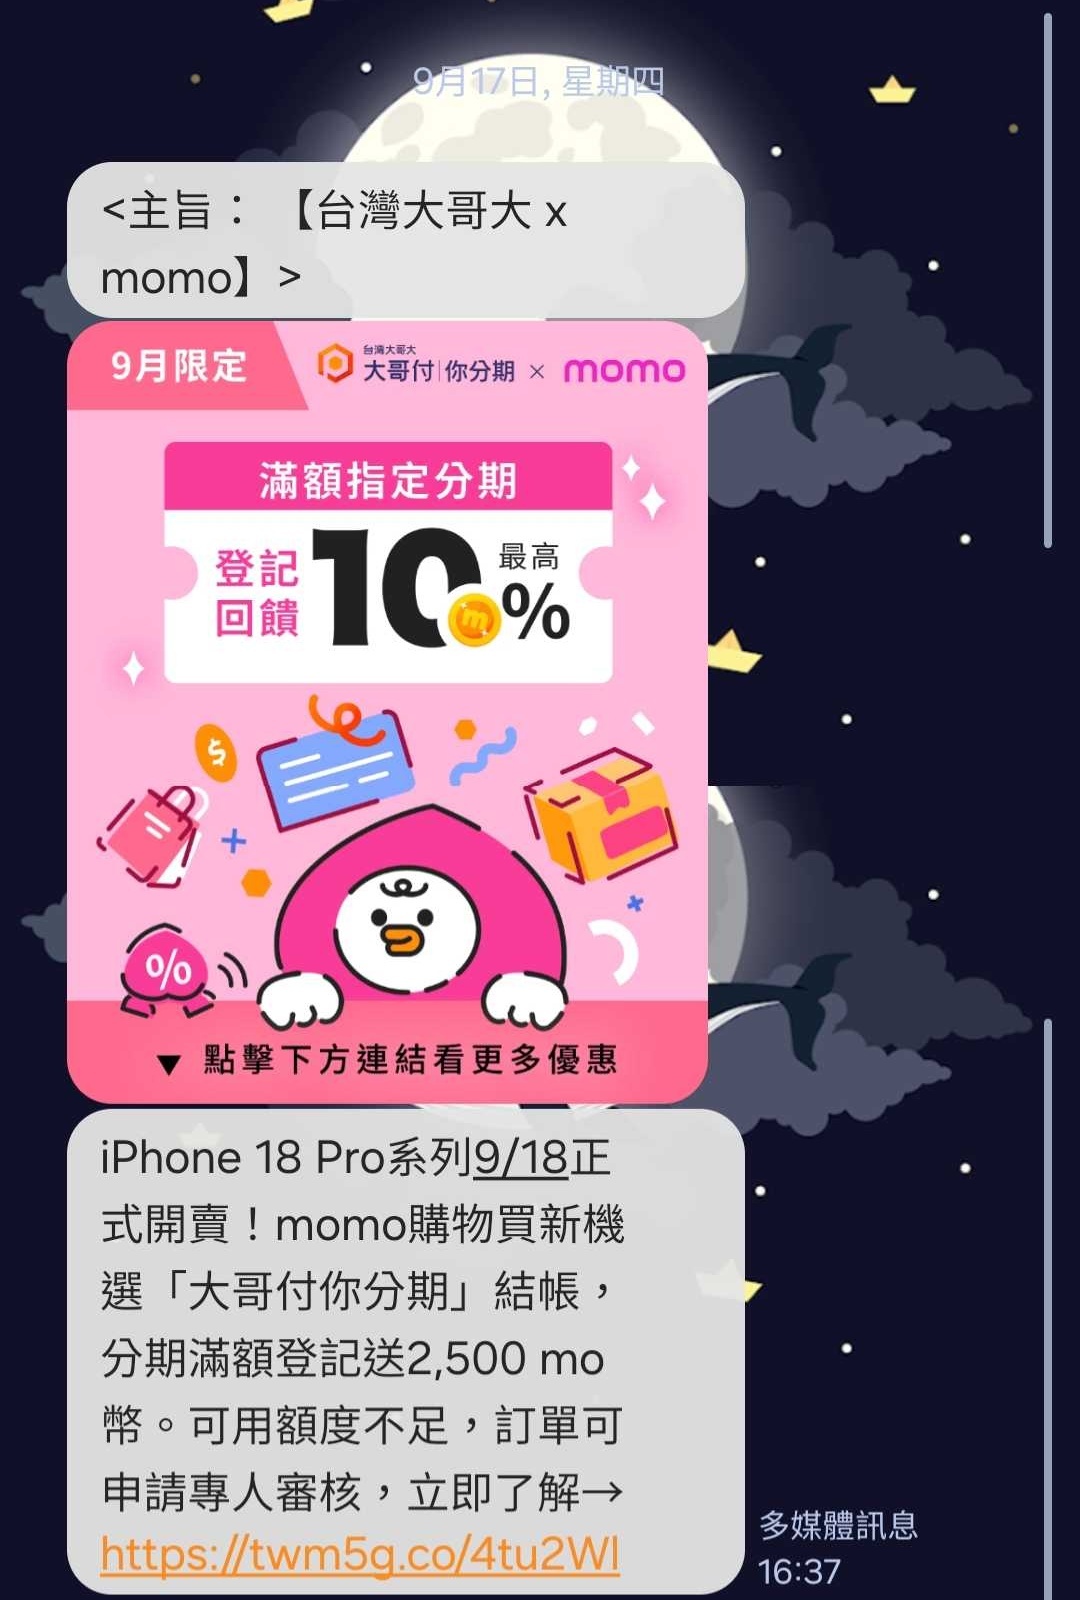 9月17日, 星期四
<主旨： 【台灣大哥大 x
momo】>
9月限定
台灣大哥大
大哥付|你分期 × momo
滿額指定分期
登記
回饋
10
最高
%
m
$
%
▼ 點擊下方連結看更多優惠
iPhone 18 Pro系列9/18正
式開賣！momo購物買新機
選「大哥付你分期」結帳，
分期滿額登記送2,500 mo
幣。可用額度不足，訂單可
申請專人審核，立即了解→
https://twm5g.co/4tu2Wl
多媒體訊息
16:37